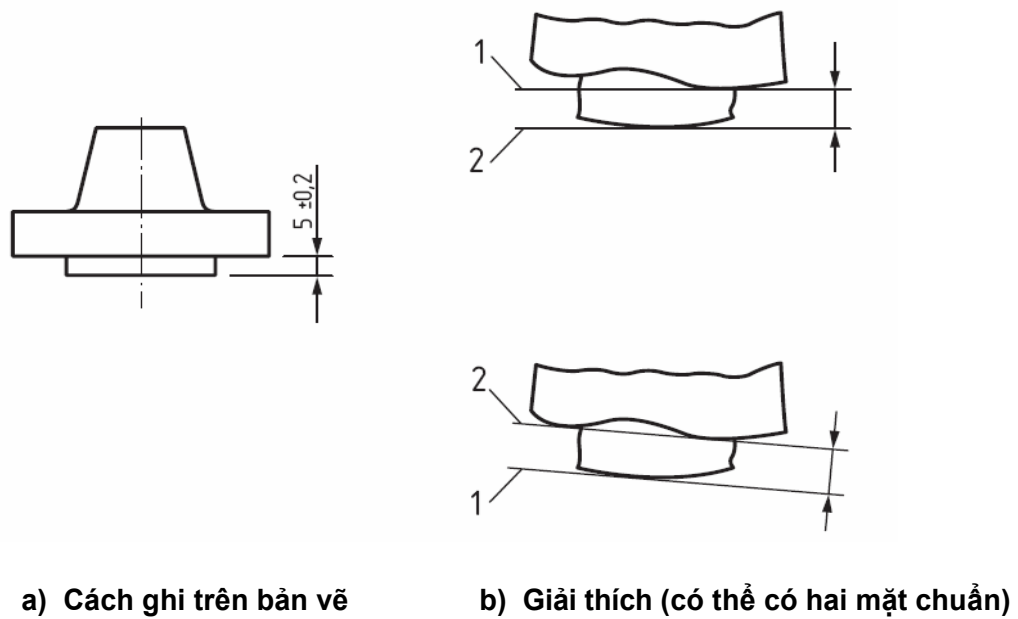 1
2
5 ±0,2
2
1
a) Cách ghi trên bản vẽ
b) Giải thích (có thể có hai mặt chuẩn)